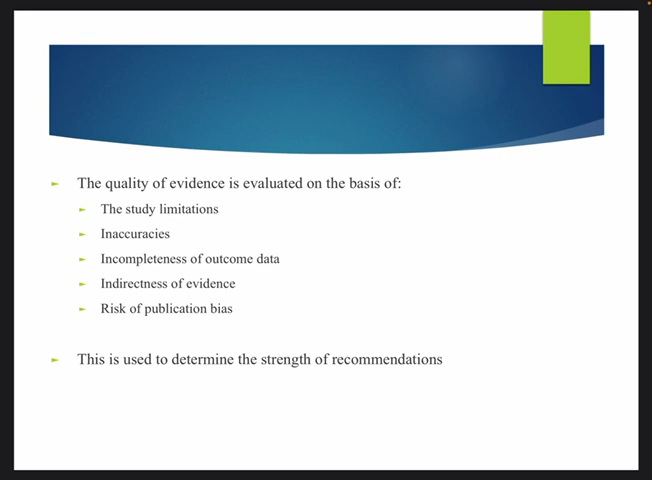 The quality of evidence is evaluated on the basis of:
The study limitations
Inaccuracies
Incompleteness of outcome data
Indirectness of evidence
Risk of publication bias
This is used to determine the strength of recommendations